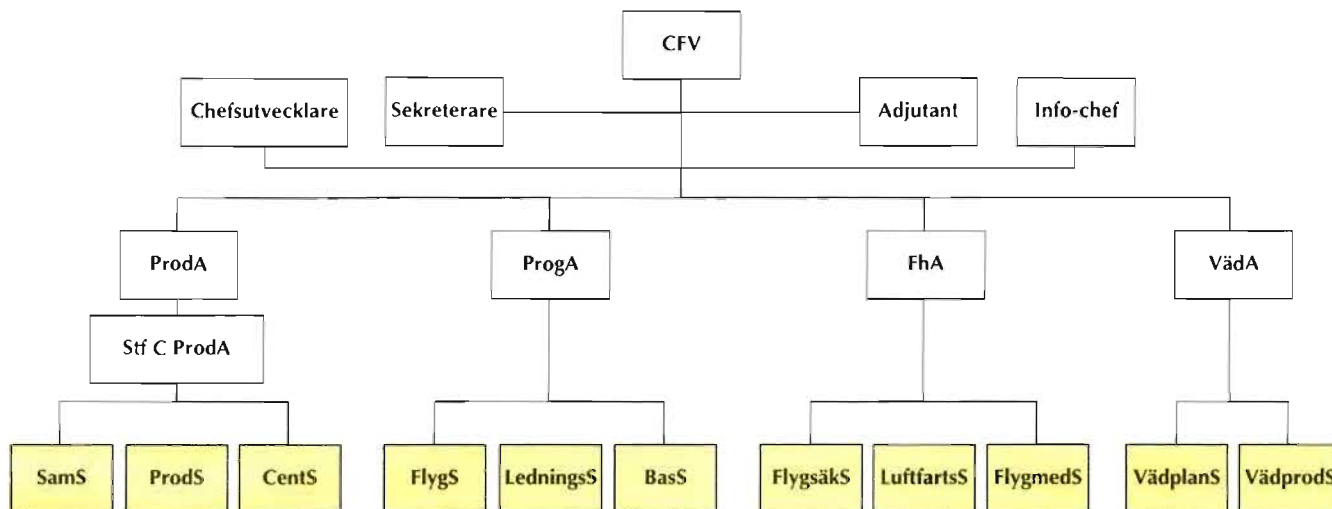 CFV
Chefsutvecklare
Sekreterare
Adjutant
Info-chef
ProdA
ProgA
FhA
VädA
Stf C ProdA
SamS
ProdS
CentS
FlygS
LedningsS
BasS
FlygsäkS
LuftfartsS
FlygmedS
VädplanS
VädprodS